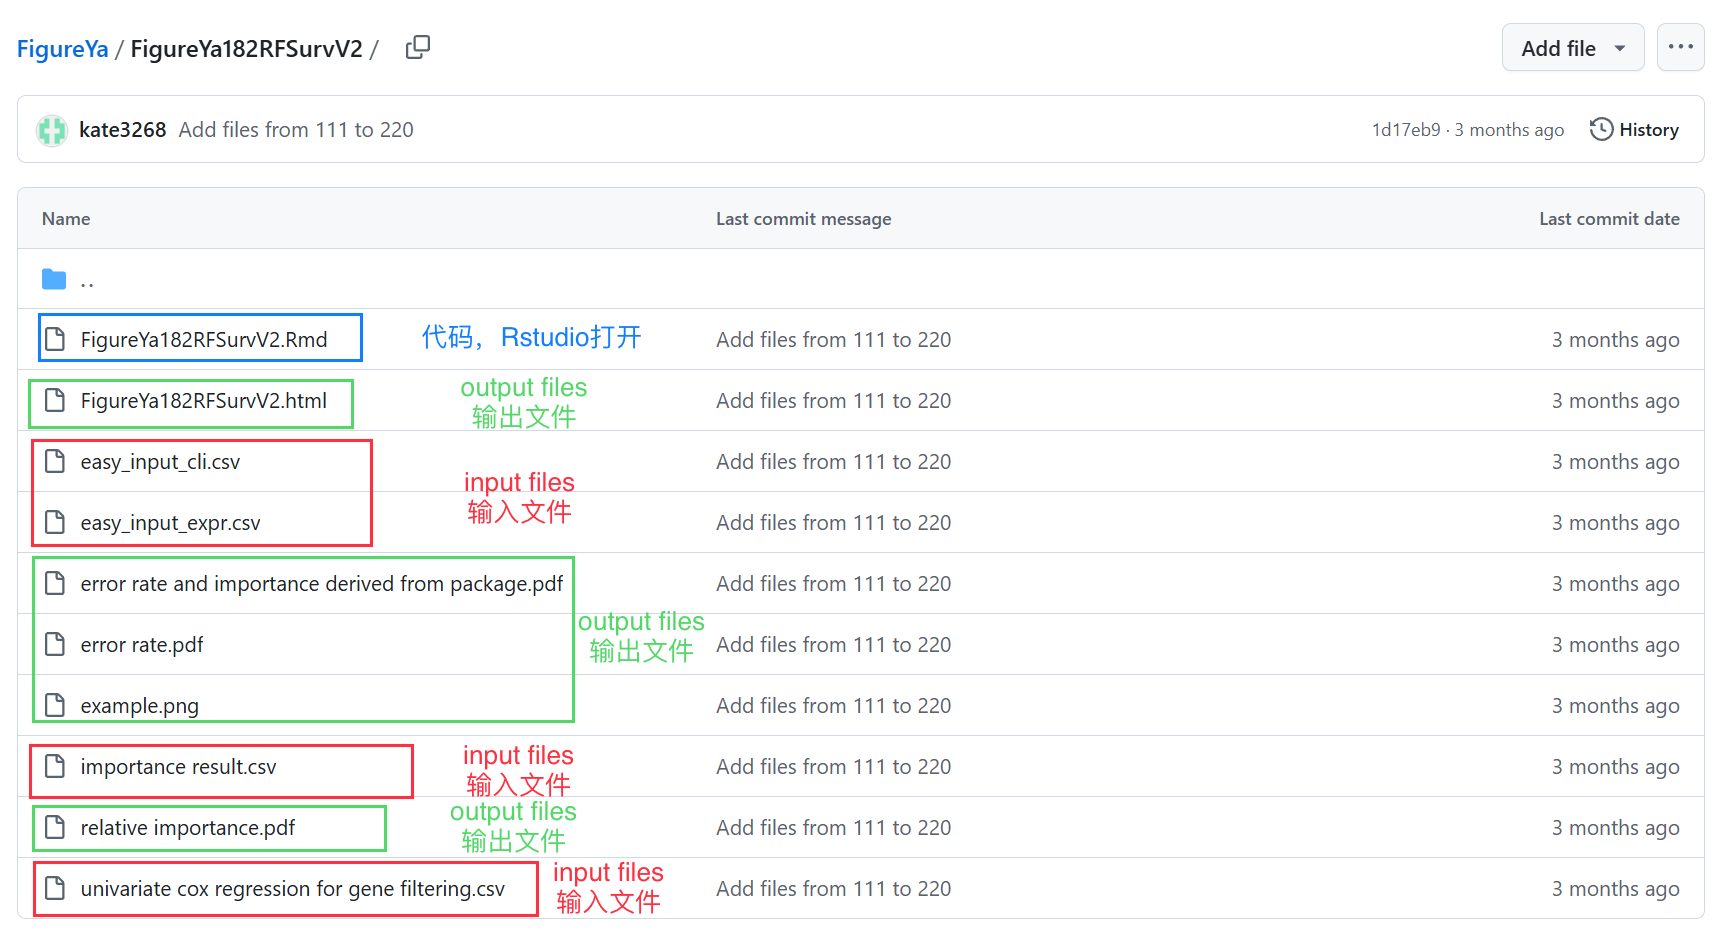 FigureYa / FigureYa182RFSurvV2 /
Add file
kate3268 Add files from 111 to 220
1d17eb9 · 3 months ago
History
Name
Last commit message
Last commit date
..
FigureYa182RFSurvV2.Rmd
代码，Rstudio打开
Add files from 111 to 220
3 months ago
FigureYa182RFSurvV2.html
output files
输出文件
Add files from 111 to 220
3 months ago
easy_input_cli.csv
Add files from 111 to 220
3 months ago
input files
输入文件
easy_input_expr.csv
Add files from 111 to 220
3 months ago
error rate and importance derived from package.pdf
Add files from 111 to 220
3 months ago
output files
输出文件
error rate.pdf
Add files from 111 to 220
3 months ago
example.png
Add files from 111 to 220
3 months ago
importance result.csv
input files
输入文件
Add files from 111 to 220
3 months ago
relative importance.pdf
output files
输出文件
Add files from 111 to 220
3 months ago
univariate cox regression for gene filtering.csv
input files
输入文件
Add files from 111 to 220
3 months ago